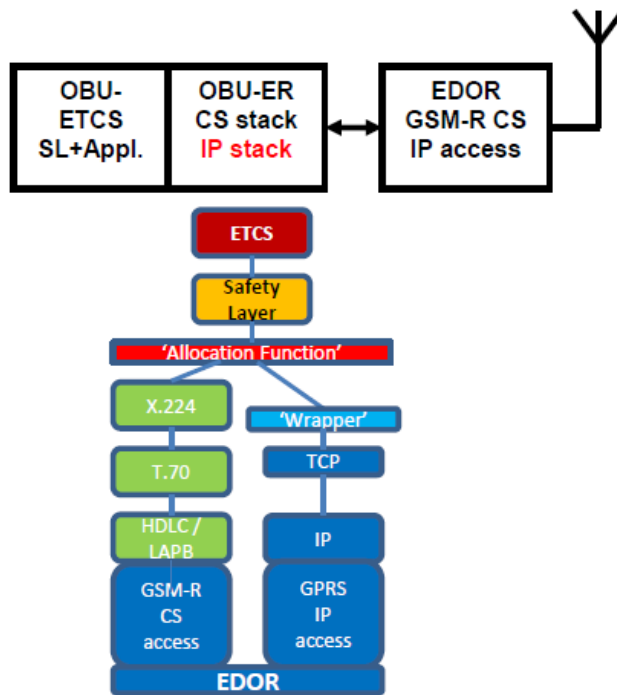 OBU-
ETCS
SL+Appl.
OBU-ER
CS stack
IP stack
EDOR
GSM-R CS
IP access
ETCS
Safety
Layer
'Allocation Function'
X.224
'Wrapper'
T.70
TCP
HDLC /
LAPB
IP
GSM-R
CS
access
GPRS
IP
access
EDOR